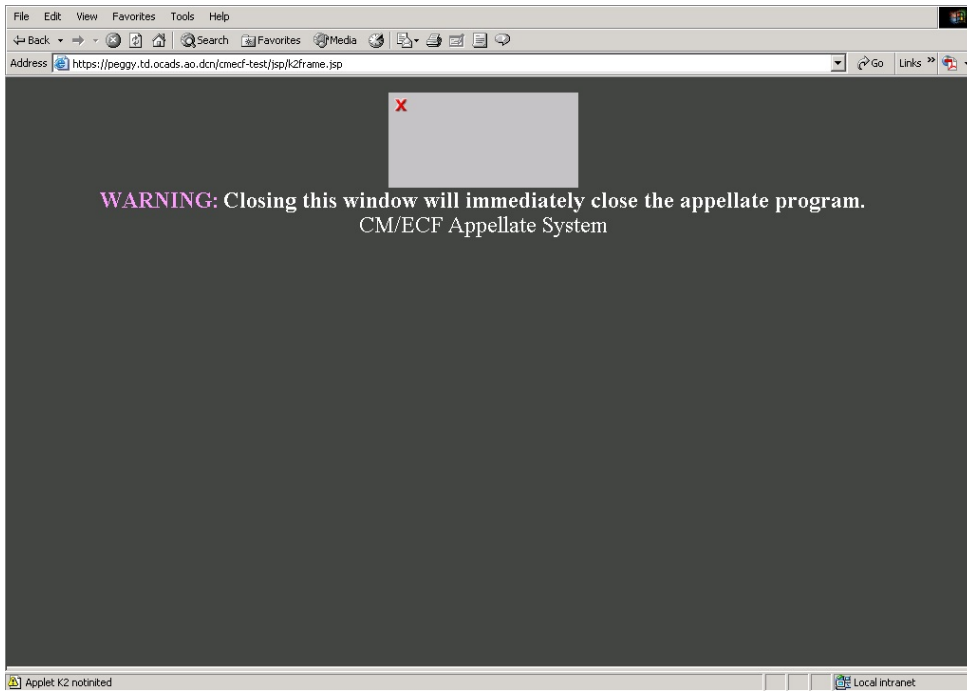 File Edit View Favorites Tools Help
Back Search Favorites Media
Address https://peggy.td.ocads.ao.dcn/cmecf-test/jsp/k2frame.jsp Go Links »
X
WARNING: Closing this window will immediately close the appellate program.
CM/ECF Appellate System
Applet K2 notinited Local intranet